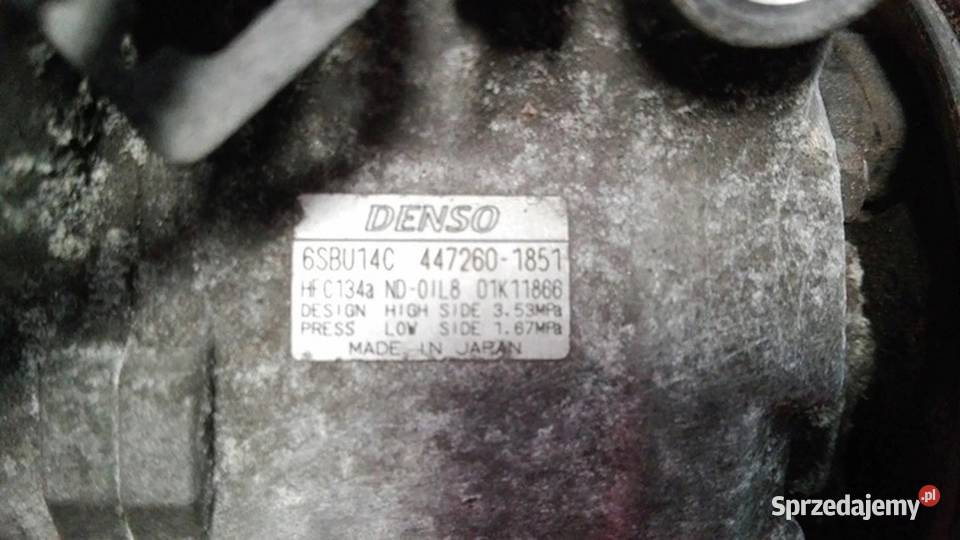 DENSO
6SBU14C 447260-1851
HFC134a ND-OIL8 01K11866
DESIGN HIGH SIDE 3.53MPa
PRESS LOW SIDE 1.67MPa
MADE IN JAPAN
Sprzedajemy.pl